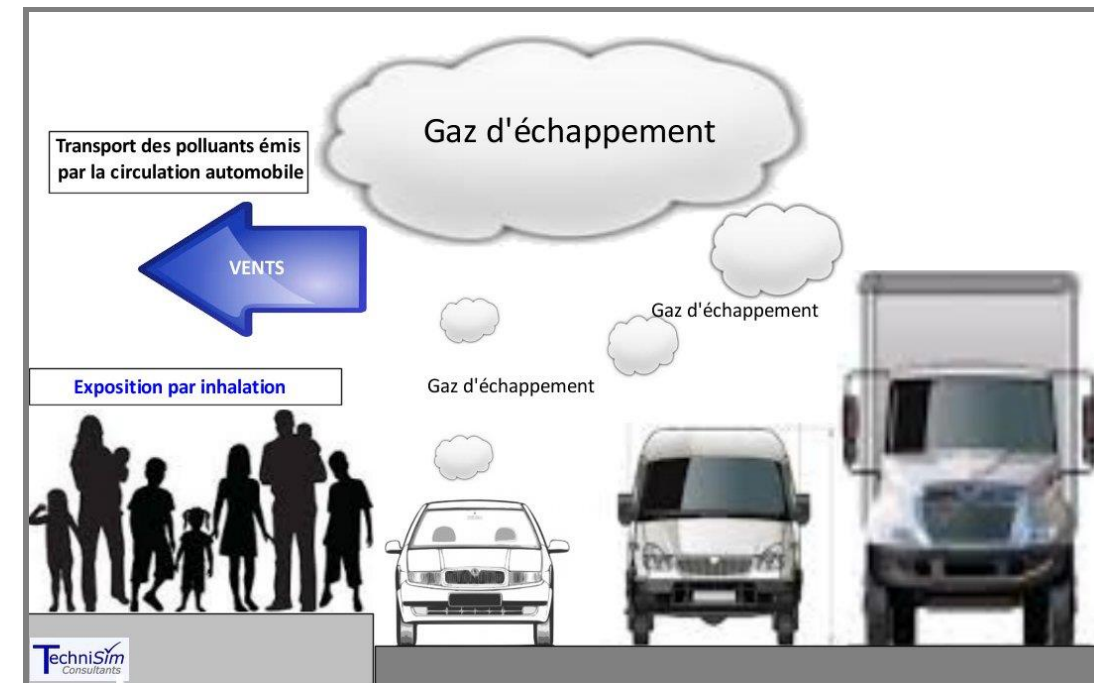 Gaz d'échappement
Transport des polluants émis
par la circulation automobile
VENTS
Gaz d'échappement
Exposition par inhalation
Gaz d'échappement
TechniSim
Consultants